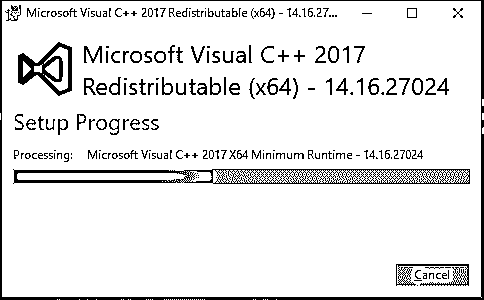 Microsoft Visual C++ 2017 Redistributable (x64) - 14.16.27...
Microsoft Visual C++ 2017
Redistributable (x64) - 14.16.27024
Setup Progress
Processing: Microsoft Visual C++ 2017 X64 Minimum Runtime - 14.16.27024
Cancel